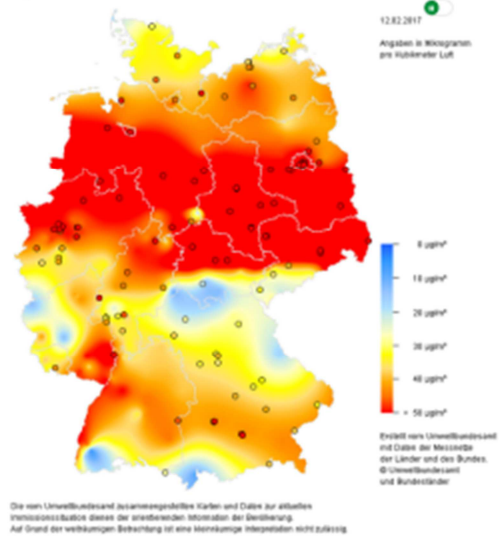 12.02.2017
Angaben in Mikrogramm
pro Kubikmeter Luft
0 µg/m³
10 µg/m³
20 µg/m³
30 µg/m³
40 µg/m³
> 50 µg/m³
Erstellt vom Umweltbundesamt
mit Daten der Messnetze
der Länder und des Bundes.
© Umweltbundesamt
und Bundesländer
Die vom Umweltbundesamt zusammengestellten Karten und Daten zur aktuellen
Immissionssituation dienen der orientierenden Information der Bevölkerung.
Auf Grund der weiträumigen Betrachtung ist eine kleinräumige Interpretation nicht zulässig.